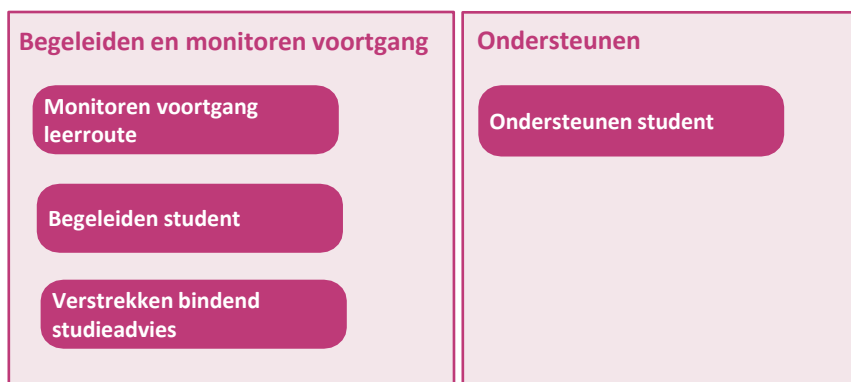 Begeleiden en monitoren voortgang
Monitoren voortgang
leerroute
Begeleiden student
Verstrekken bindend
studieadvies
Ondersteunen
Ondersteunen student